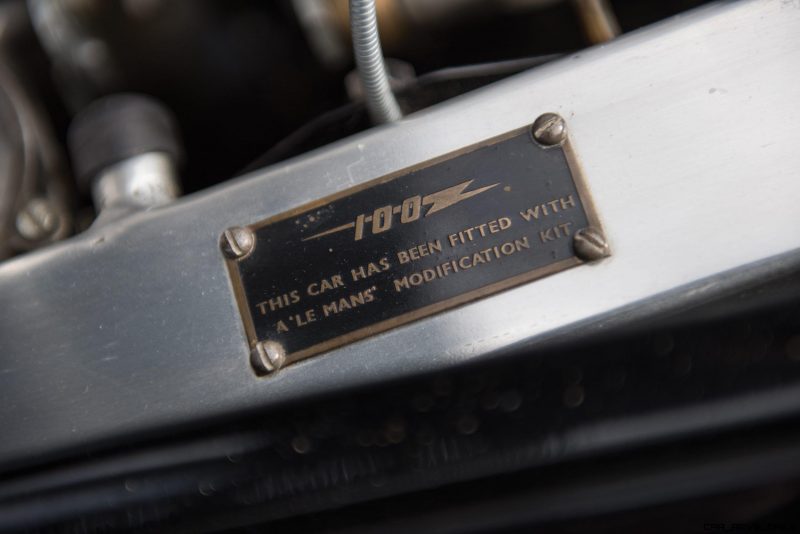 100
THIS CAR HAS BEEN FITTED WITH
A 'LE MANS' MODIFICATION KIT